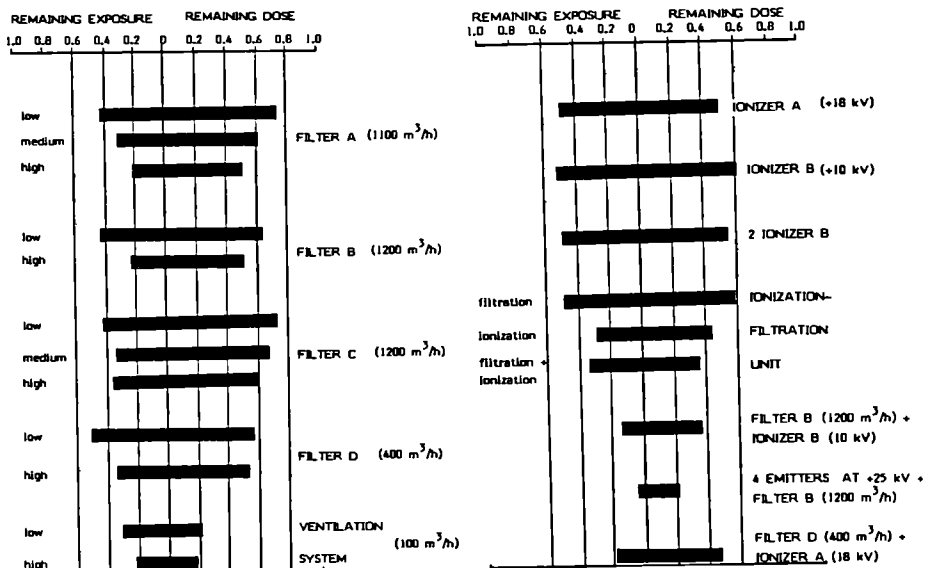 REMAINING EXPOSURE REMAINING DOSE
1.0 0.8 0.6 0.4 0.2 0 0.2 0.4 0.6 0.8 1.0
low
medium FILTER A (1100 m³/h)
high
low
FILTER B (1200 m³/h)
high
low
medium FILTER C (1200 m³/h)
high
low
FILTER D (400 m³/h)
high
low VENTILATION
(100 m³/h)
high SYSTEM
REMAINING EXPOSURE REMAINING DOSE
1.0 0.8 0.6 0.4 0.2 0 0.2 0.4 0.6 0.8 1.0
IONIZER A (+18 kV)
IONIZER B (+10 kV)
2 IONIZER B
filtration IONIZATION-
ionization FILTRATION
filtration + UNIT
ionization
FILTER B (1200 m³/h) +
IONIZER B (10 kV)
4 EMITTERS AT +25 kV +
FILTER B (1200 m³/h)
FILTER D (400 m³/h) +
IONIZER A (18 kV)